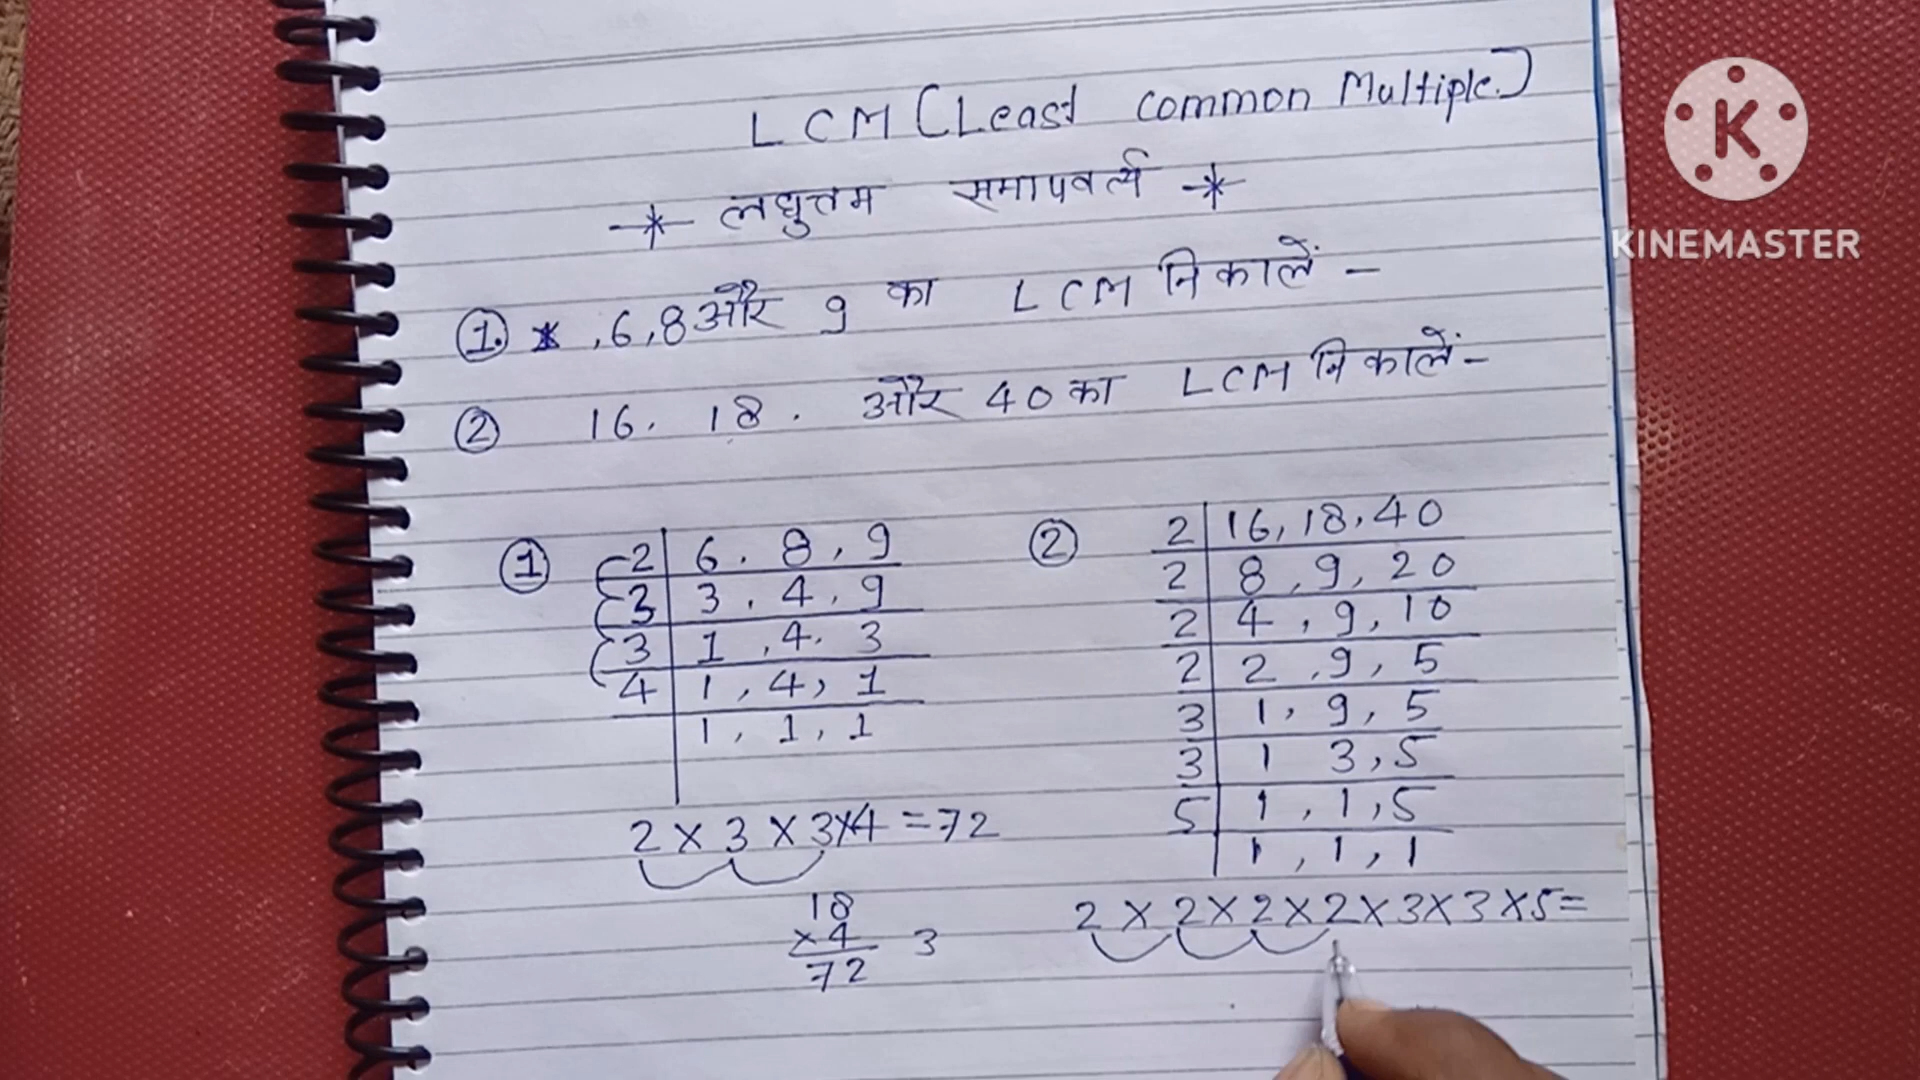 LCM (Least common Multiple.)
लघुत्तम समापवर्त्य
K
KINEMASTER
1. ,6,8 और 9 का LCM निकालें -
2 16. 18. और 40 का LCM निकालें -
1
2 6. 8, 9
3 3. 4. 9
3 1, 4. 3
4 1, 4, 1
1, 1, 1
2 × 3 × 3×4 = 72
18
×4 3
72
2
2 16, 18, 40
2 8, 9, 20
2 4, 9, 10
2 2, 9, 5
3 1, 9, 5
3 1 3, 5
5 1, 1, 5
1, 1, 1
2 × 2 × 2 × 2 × 3 × 3 × 5 =